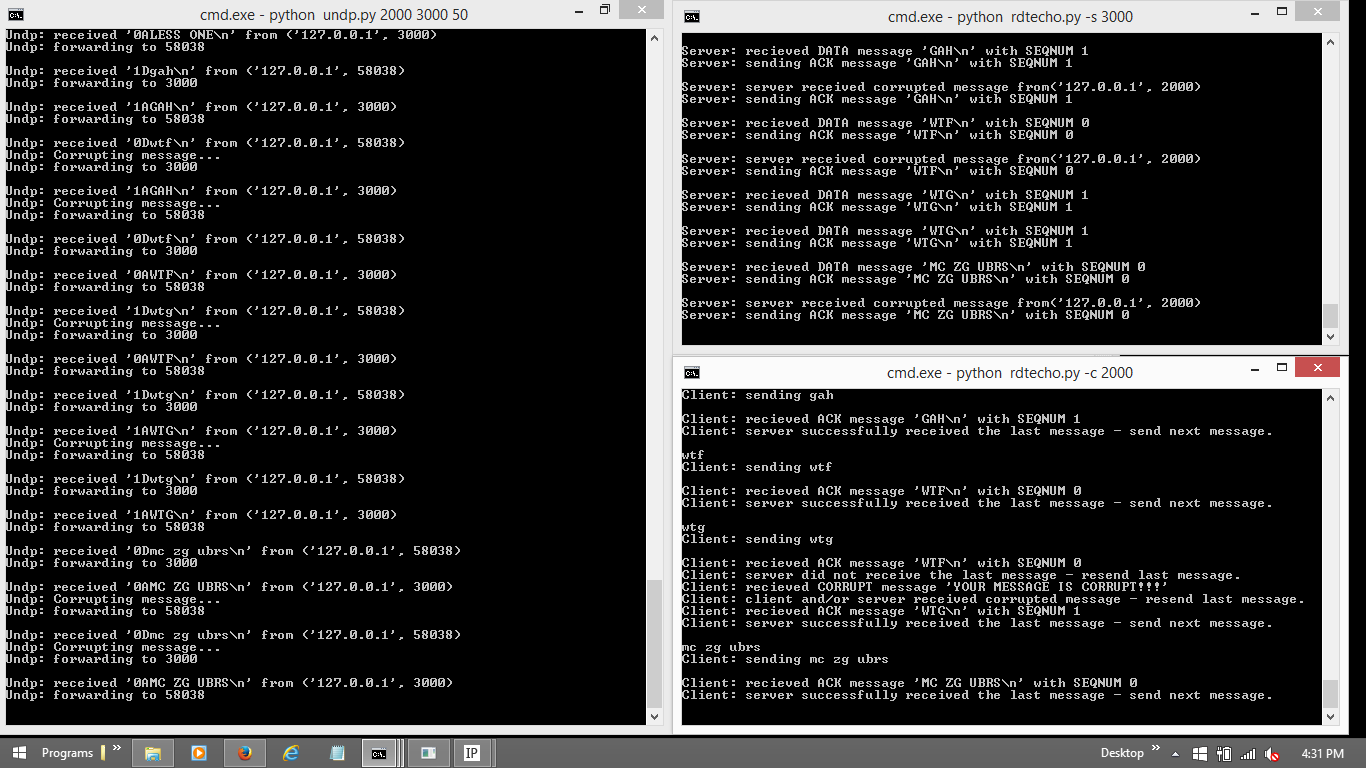 cmd.exe - python  undp.py 2000 3000 50
Undp: received '0ALESS ONE\n' from ('127.0.0.1', 3000)
Undp: forwarding to 58038
Undp: received '1Dgah\n' from ('127.0.0.1', 58038)
Undp: forwarding to 3000
Undp: received '1AGAH\n' from ('127.0.0.1', 3000)
Undp: forwarding to 58038
Undp: received '0Dwtf\n' from ('127.0.0.1', 58038)
Undp: Corrupting message...
Undp: forwarding to 3000
Undp: received '1AGAH\n' from ('127.0.0.1', 3000)
Undp: Corrupting message...
Undp: forwarding to 58038
Undp: received '0Dwtf\n' from ('127.0.0.1', 58038)
Undp: forwarding to 3000
Undp: received '0AWTF\n' from ('127.0.0.1', 3000)
Undp: forwarding to 58038
Undp: received '1Dwtg\n' from ('127.0.0.1', 58038)
Undp: Corrupting message...
Undp: forwarding to 3000
Undp: received '0AWTF\n' from ('127.0.0.1', 3000)
Undp: forwarding to 58038
Undp: received '1Dwtg\n' from ('127.0.0.1', 58038)
Undp: forwarding to 3000
Undp: received '1AWTG\n' from ('127.0.0.1', 3000)
Undp: Corrupting message...
Undp: forwarding to 58038
Undp: received '1Dwtg\n' from ('127.0.0.1', 58038)
Undp: forwarding to 3000
Undp: received '1AWTG\n' from ('127.0.0.1', 3000)
Undp: forwarding to 58038
Undp: received '0Dmc zg ubrs\n' from ('127.0.0.1', 58038)
Undp: forwarding to 3000
Undp: received '0AMC ZG UBRS\n' from ('127.0.0.1', 3000)
Undp: Corrupting message...
Undp: forwarding to 58038
Undp: received '0Dmc zg ubrs\n' from ('127.0.0.1', 58038)
Undp: Corrupting message...
Undp: forwarding to 3000
Undp: received '0AMC ZG UBRS\n' from ('127.0.0.1', 3000)
Undp: forwarding to 58038
cmd.exe - python  rdtecho.py -s 3000
Server: recieved DATA message 'GAH\n' with SEQNUM 1
Server: sending ACK message 'GAH\n' with SEQNUM 1
Server: server received corrupted message from('127.0.0.1', 2000)
Server: sending ACK message 'GAH\n' with SEQNUM 1
Server: recieved DATA message 'WTF\n' with SEQNUM 0
Server: sending ACK message 'WTF\n' with SEQNUM 0
Server: server received corrupted message from('127.0.0.1', 2000)
Server: sending ACK message 'WTF\n' with SEQNUM 0
Server: recieved DATA message 'WTG\n' with SEQNUM 1
Server: sending ACK message 'WTG\n' with SEQNUM 1
Server: recieved DATA message 'WTG\n' with SEQNUM 1
Server: sending ACK message 'WTG\n' with SEQNUM 1
Server: recieved DATA message 'MC ZG UBRS\n' with SEQNUM 0
Server: sending ACK message 'MC ZG UBRS\n' with SEQNUM 0
Server: server received corrupted message from('127.0.0.1', 2000)
Server: sending ACK message 'MC ZG UBRS\n' with SEQNUM 0
cmd.exe - python  rdtecho.py -c 2000
Client: sending gah
Client: recieved ACK message 'GAH\n' with SEQNUM 1
Client: server successfully received the last message - send next message.
wtf
Client: sending wtf
Client: recieved ACK message 'WTF\n' with SEQNUM 0
Client: server successfully received the last message - send next message.
wtg
Client: sending wtg
Client: recieved ACK message 'WTF\n' with SEQNUM 0
Client: server did not receive the last message - resend last message.
Client: recieved CORRUPT message 'YOUR MESSAGE IS CORRUPT!!!'
Client: client and/or server received corrupted message - resend last message.
Client: recieved ACK message 'WTG\n' with SEQNUM 1
Client: server successfully received the last message - send next message.
mc zg ubrs
Client: sending mc zg ubrs
Client: recieved ACK message 'MC ZG UBRS\n' with SEQNUM 0
Client: server successfully received the last message - send next message.
Programs
IP
Desktop
4:31 PM